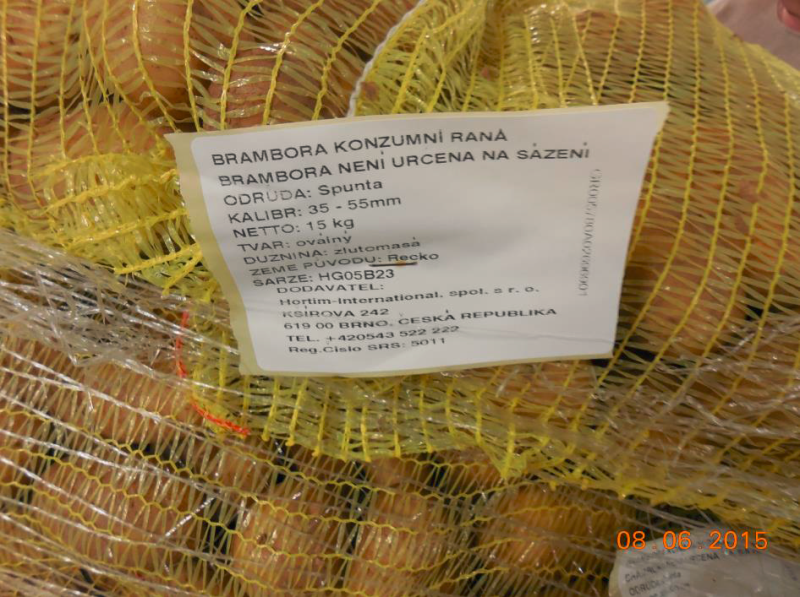 BRAMBORA KONZUMNÍ RANÁ
BRAMBORA NENÍ URCENA NA SÁZENÍ
ODRŮDA: Spunta
KALIBR: 35 - 55mm
NETTO: 15 kg
TVAR: oválný
DUZNINA: zlutomasá
ZEME PŮVODU: Recko
SARZE: HG05B23
DODAVATEL:
Hortim-International, spol. s r. o.
KSIROVA 242
619 00 BRNO, CESKÁ REPUBLIKA
TEL. +420543 522 222
Reg.Cislo SRS: 5011
08.06.2015